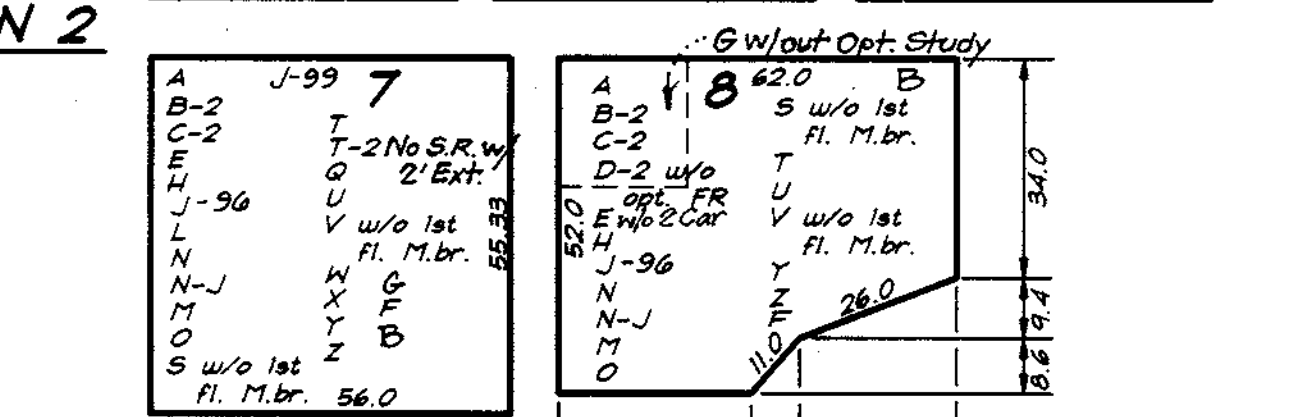 N 2
J-99 7
A
B-2
C-2
E
H
J-96
L
N
N-J
M
O
S w/o 1st
fl. M.br. 56.0
T
T-2 No S.R. w/
2' Ext.
Q
U
V w/o 1st
fl. M.br.
W
X
Y
Z
G
F
B
55.33
G w/out Opt. Study
8 62.0 B
A
B-2
C-2
D-2 w/o
opt. FR
E w/o 2 Car
H
J-96
N
N-J
M
O
52.0
S w/o 1st
fl. M.br.
T
U
V w/o 1st
fl. M.br.
Y
Z
F
26.0
11.0
34.0
9.4
8.6